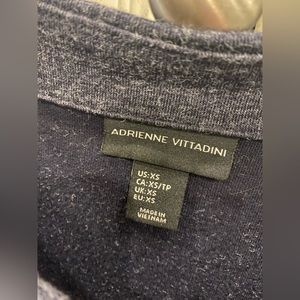 ADRIENNE VITTADINI
US:XS
CA:XS/TP
UK:XS
EU:XS
MADE IN
VIETNAM